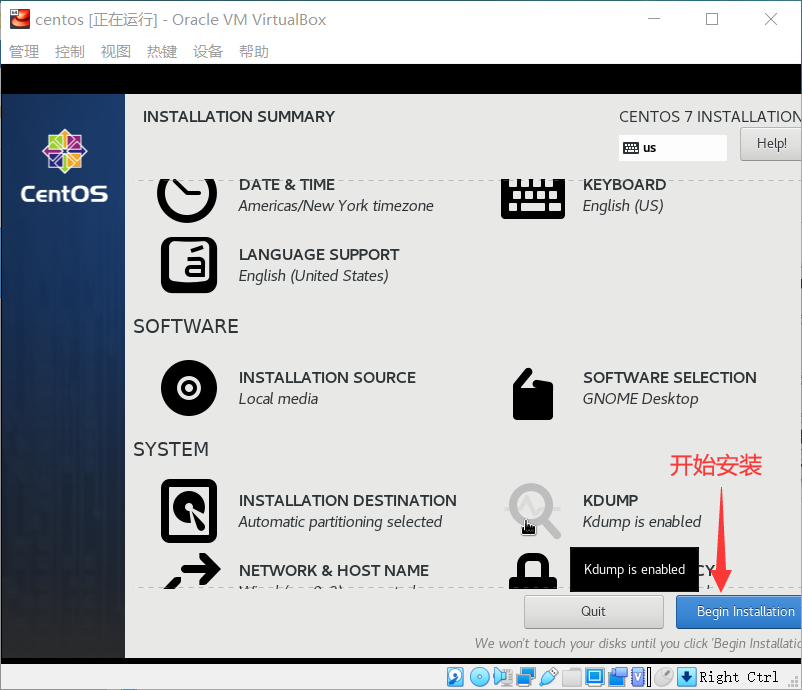 centos [正在运行] - Oracle VM VirtualBox
管理 控制 视图 热键 设备 帮助
INSTALLATION SUMMARY
CENTOS 7 INSTALLATION
us
Help!
CentOS
DATE & TIME
Americas/New York timezone
KEYBOARD
English (US)
LANGUAGE SUPPORT
English (United States)
SOFTWARE
INSTALLATION SOURCE
Local media
SOFTWARE SELECTION
GNOME Desktop
SYSTEM
开始安装
INSTALLATION DESTINATION
Automatic partitioning selected
KDUMP
Kdump is enabled
NETWORK & HOST NAME
Kdump is enabled
CY
Quit
Begin Installation
We won't touch your disks until you click 'Begin Installatio
Right Ctrl